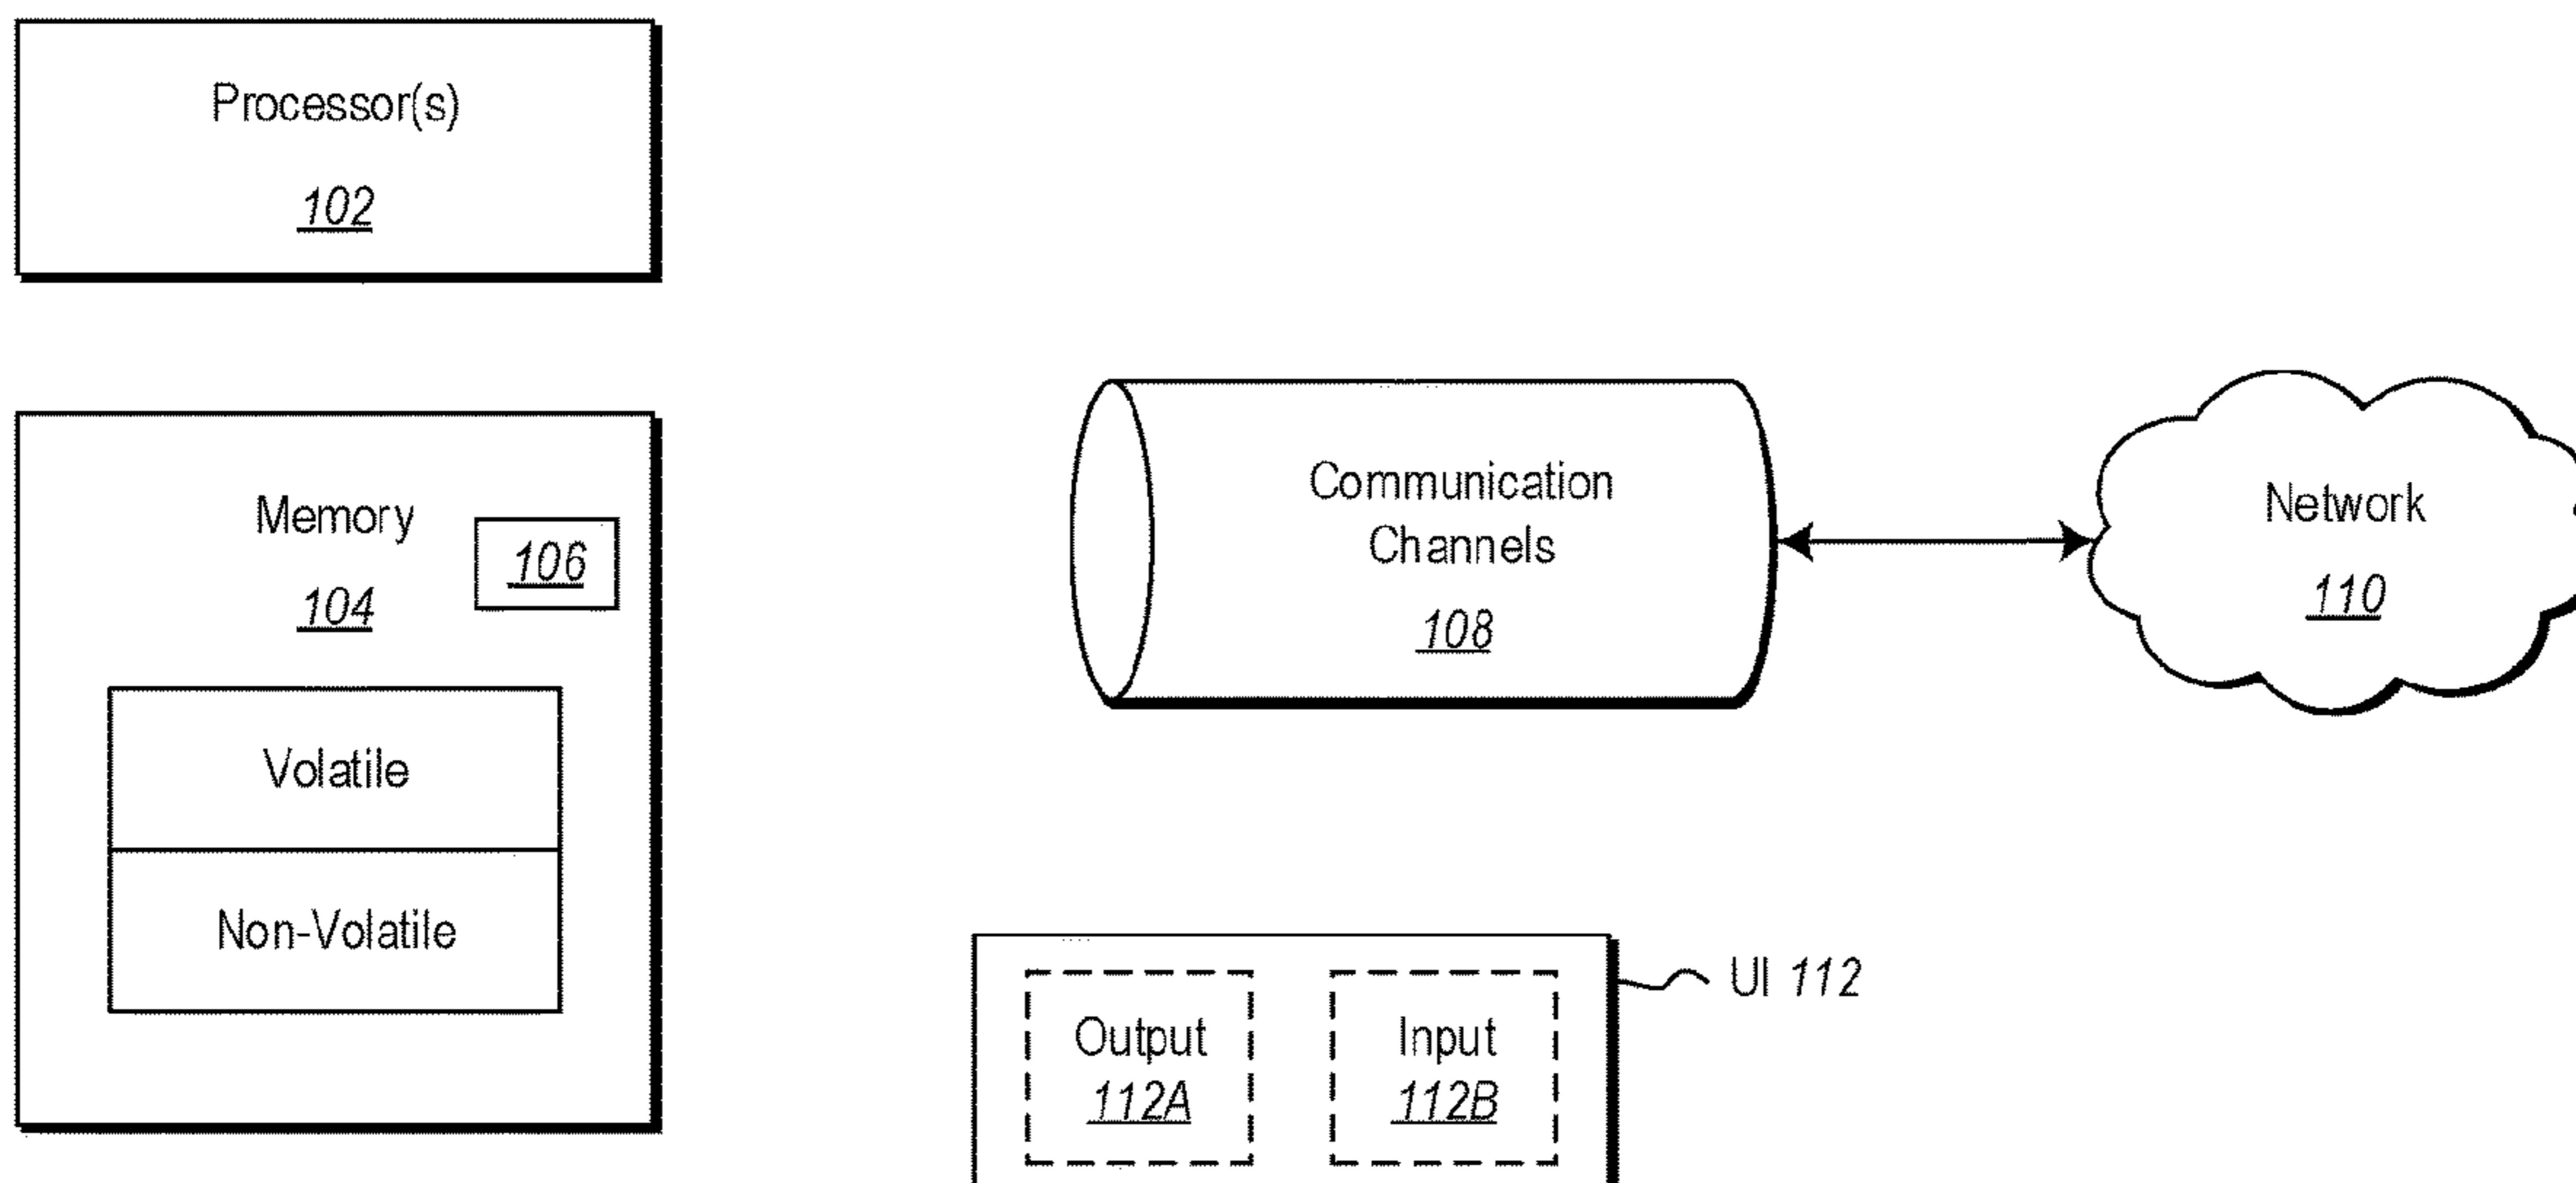 Processor(s)
102
Memory
104
106
Volatile
Non-Volatile
Communication
Channels
108
Network
110
UI 112
Output
112A
Input
112B